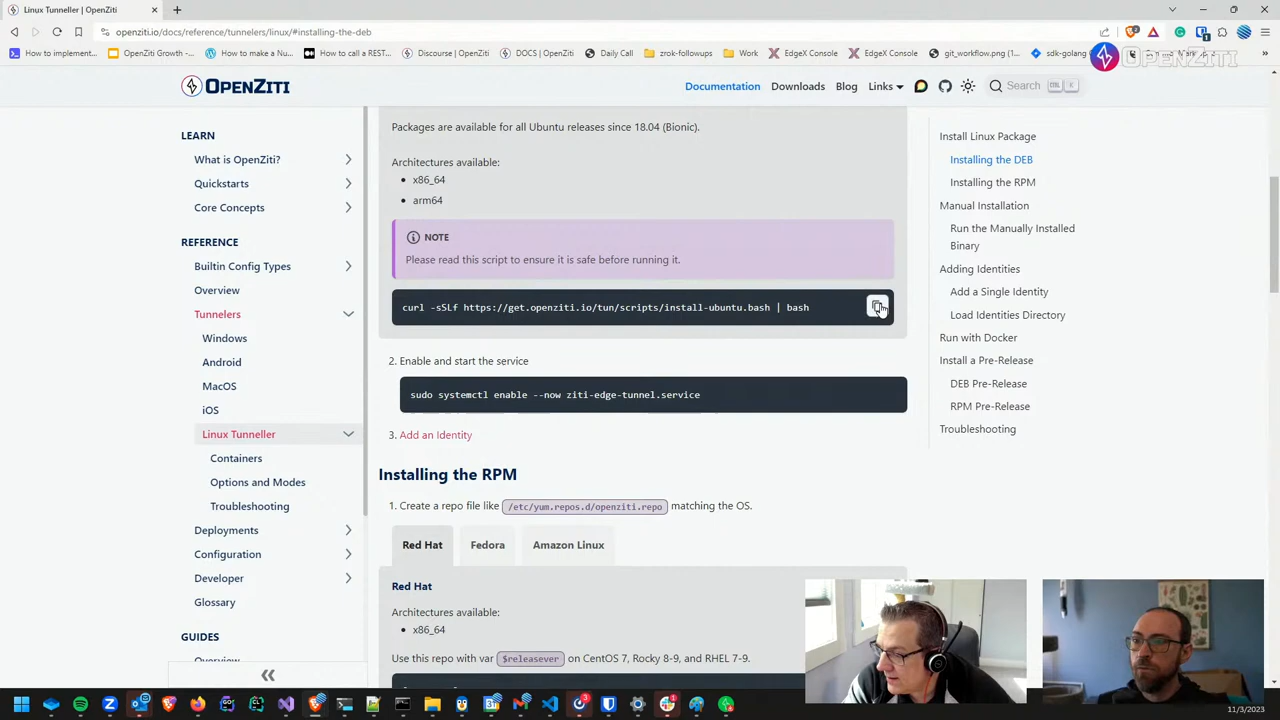 Linux Tunneller | OpenZiti
openziti.io/docs/reference/tunnelers/linux/#installing-the-deb
How to implement...
OpenZiti Growth -...
How to make a Nu...
How to call a REST...
Discourse | OpenZiti
DOCS | OpenZiti
Daily Call
zrok-followups
EdgeX Console
EdgeX Console
git_workflow.png (1...
sdk-golang
OPENZITI
OPENZITI
Documentation
Downloads
Blog
Links
Search
LEARN
What is OpenZiti?
Quickstarts
Core Concepts
REFERENCE
Builtin Config Types
Overview
Tunnelers
Windows
Android
MacOS
iOS
Linux Tunneller
Containers
Options and Modes
Troubleshooting
Deployments
Configuration
Developer
Glossary
GUIDES
Overview
Packages are available for all Ubuntu releases since 18.04 (Bionic).
Architectures available:
x86_64
arm64
NOTE
Please read this script to ensure it is safe before running it.
curl -sSLf https://get.openziti.io/tun/scripts/install-ubuntu.bash | bash
2. Enable and start the service
sudo systemctl enable --now ziti-edge-tunnel.service
3. Add an Identity
Installing the RPM
1. Create a repo file like /etc/yum.repos.d/openziti.repo matching the OS.
Red Hat
Fedora
Amazon Linux
Red Hat
Architectures available:
x86_64
Use this repo with var $releasever on CentOS 7, Rocky 8-9, and RHEL 7-9.
Install Linux Package
Installing the DEB
Installing the RPM
Manual Installation
Run the Manually Installed
Binary
Adding Identities
Add a Single Identity
Load Identities Directory
Run with Docker
Install a Pre-Release
DEB Pre-Release
RPM Pre-Release
Troubleshooting
11/3/2023